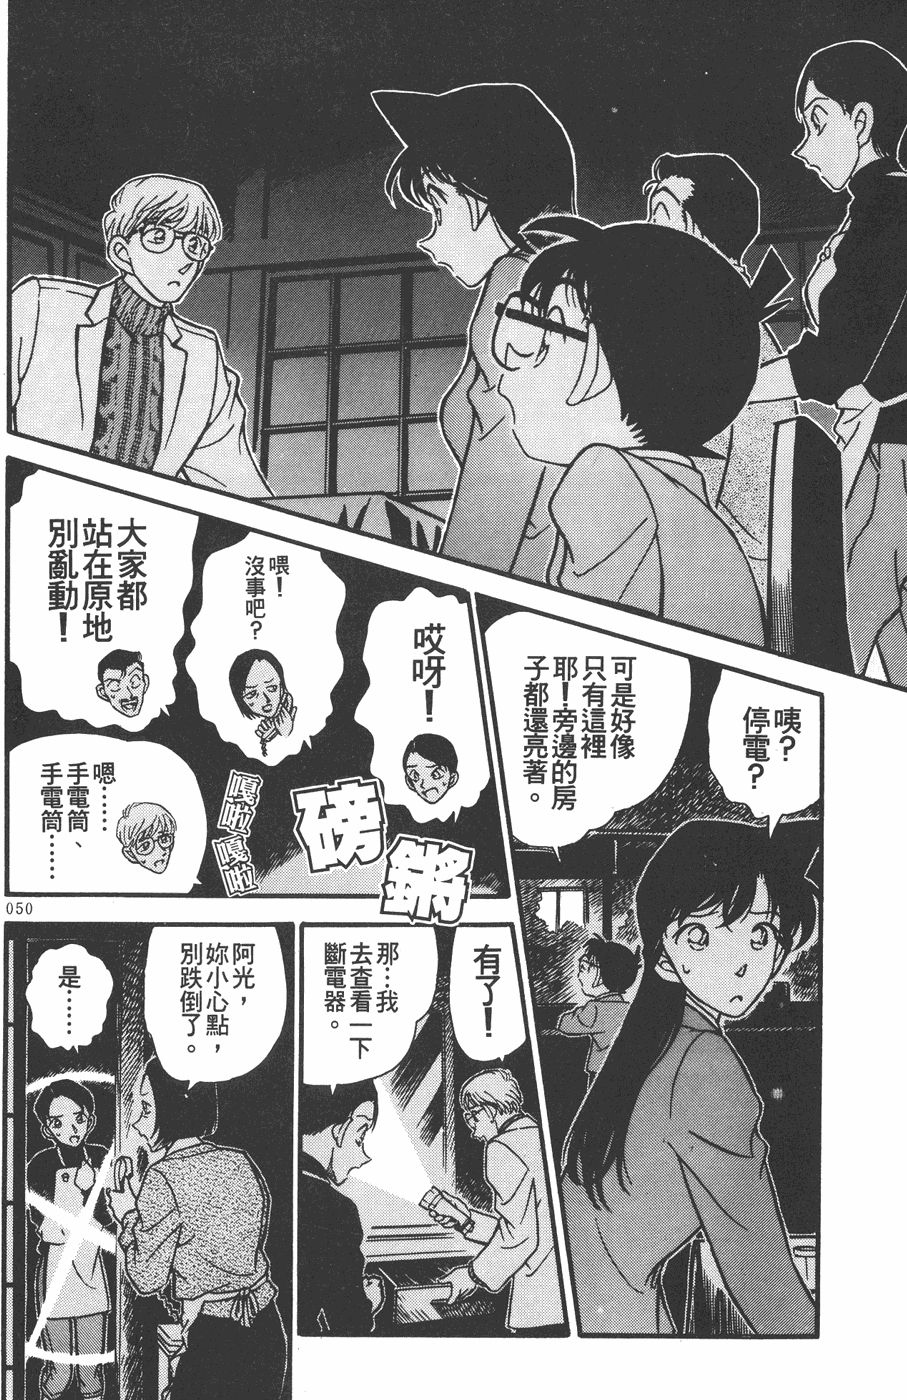 咦？
停電？
可是好像
只有這裡
耶！旁邊的房
子都還亮著。
哎呀！
磅
鏘
喂！
沒事吧？
嘎啦嘎啦
大家都
站在原地
別亂動！
嗯……
手電筒、
手電筒……
050
有了！
那…我
去查看一下
斷電器。
阿光，
妳小心點，
別跌倒了。
是……